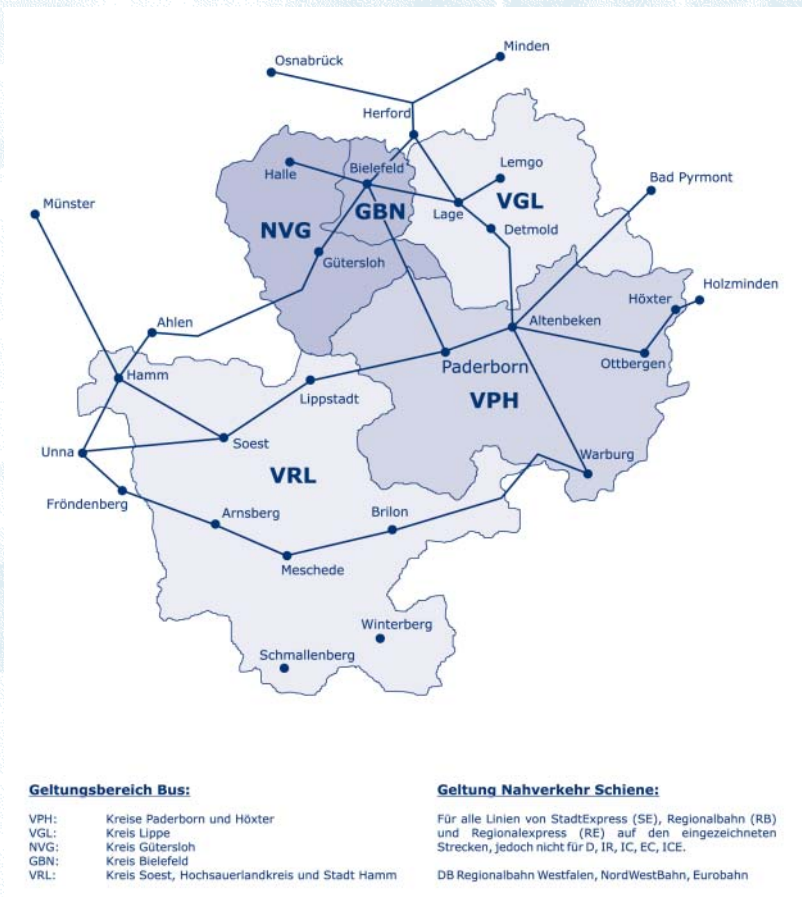 Minden
Osnabrück
Herford
Lemgo
Bielefeld
Halle
Bad Pyrmont
VGL
Münster
GBN
Lage
NVG
Detmold
Gütersloh
Holzminden
Höxter
Ahlen
Altenbeken
Ottbergen
Paderborn
Hamm
Lippstadt
VPH
Soest
Unna
Warburg
VRL
Fröndenberg
Arnsberg
Brilon
Meschede
Winterberg
Schmallenberg
Geltungsbereich Bus:
VPH: Kreise Paderborn und Höxter
VGL: Kreis Lippe
NVG: Kreis Gütersloh
GBN: Kreis Bielefeld
VRL: Kreis Soest, Hochsauerlandkreis und Stadt Hamm
Geltung Nahverkehr Schiene:
Für alle Linien von StadtExpress (SE), Regionalbahn (RB)
und Regionalexpress (RE) auf den eingezeichneten
Strecken, jedoch nicht für D, IR, IC, EC, ICE.
DB Regionalbahn Westfalen, NordWestBahn, Eurobahn